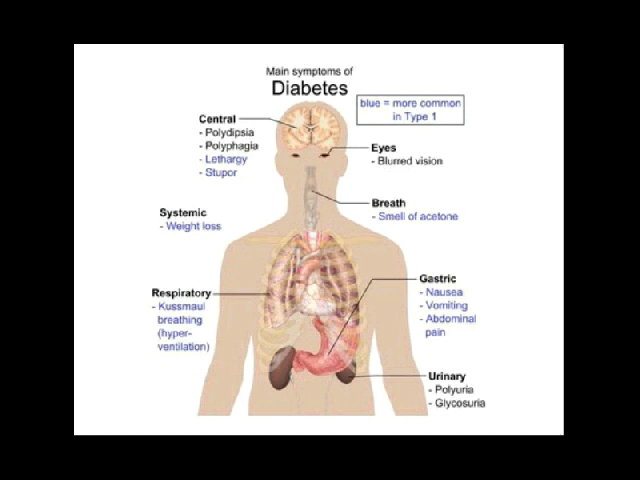 Main symptoms of
Diabetes
blue = more common
in Type 1
Central
- Polydipsia
- Polyphagia
- Lethargy
- Stupor
Eyes
- Blurred vision
Breath
- Smell of acetone
Systemic
- Weight loss
Respiratory
- Kussmaul
breathing
(hyper-
ventilation)
Gastric
- Nausea
- Vomiting
- Abdominal
pain
Urinary
- Polyuria
- Glycosuria